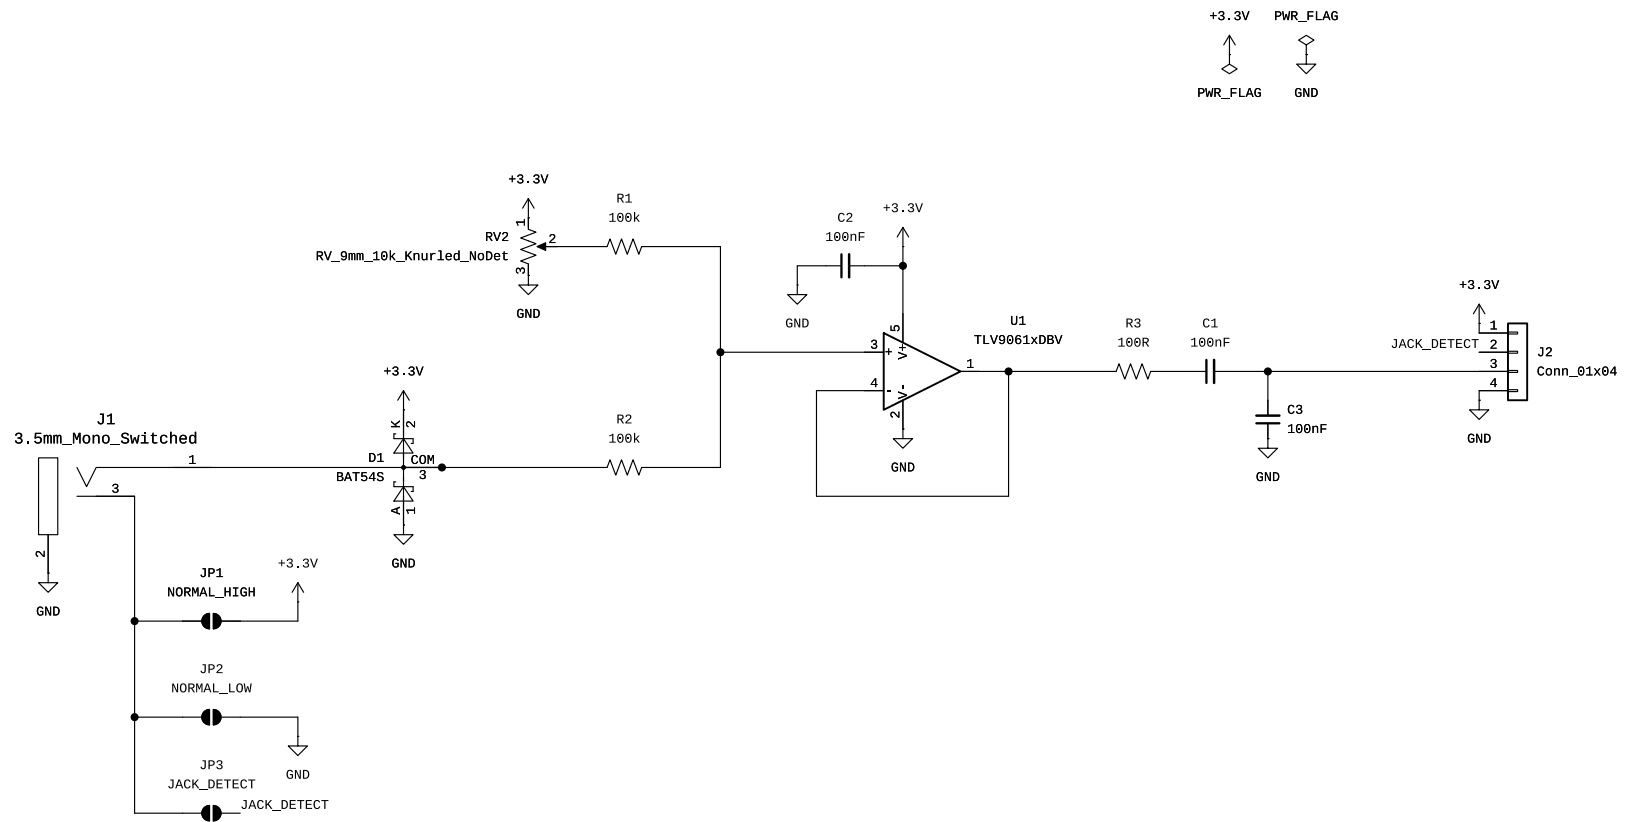 +3.3V
PWR_FLAG
PWR_FLAG
GND
+3.3V
1
RV2
RV_9mm_10k_Knurled_NoDet
2
3
GND
R1
100k
C2
100nF
+3.3V
GND
5
U1
TLV9061xDBV
3
+
V+
4
-
V-
2
1
GND
R3
100R
C1
100nF
+3.3V
1
JACK_DETECT
2
3
4
J2
Conn_01x04
GND
C3
100nF
GND
+3.3V
K
2
D1
BAT54S
COM
3
A
1
GND
R2
100k
J1
3.5mm_Mono_Switched
1
3
2
GND
JP1
NORMAL_HIGH
+3.3V
JP2
NORMAL_LOW
GND
JP3
JACK_DETECT
JACK_DETECT